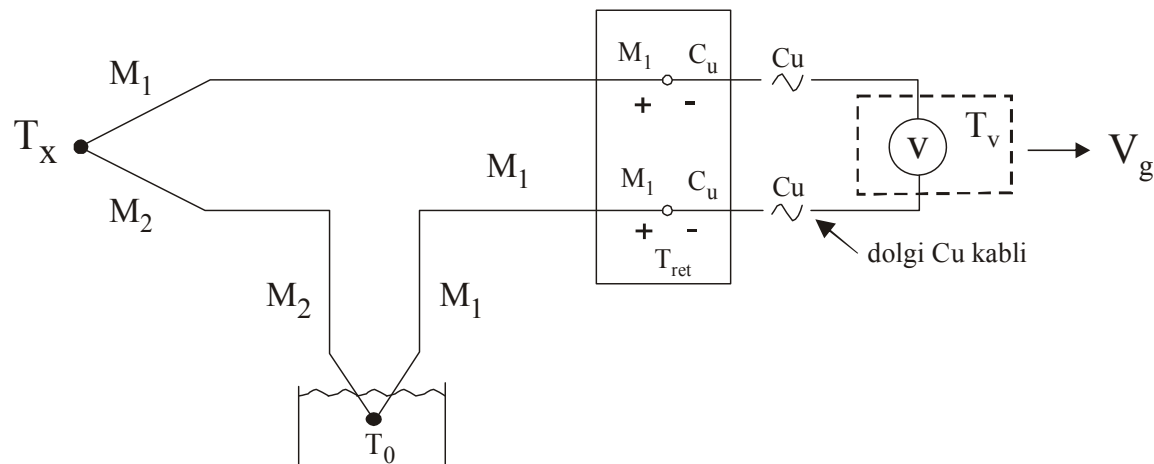 M1 Cu Cu
M1
+ -
Tx
Tv
V
Vg
M1
M1 Cu Cu
M2
+ -
Tret
dolgi Cu kabli
M2 M1
T0